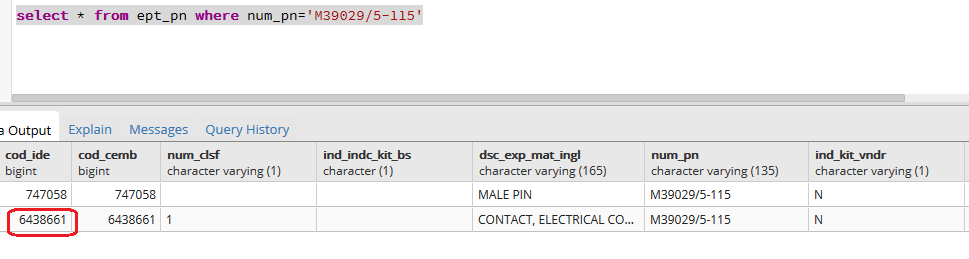 select * from ept_pn where num_pn='M39029/5-115'
a Output Explain Messages Query History
cod_ide cod_cemb num_clsf ind_indc_kit_bs dsc_exp_mat_ingl num_pn ind_kit_vndr
bigint bigint character varying (1) character (1) character varying (165) character varying (135) character varying (1)
747058 747058 MALE PIN M39029/5-115 N
6438661 6438661 1 CONTACT, ELECTRICAL CO... M39029/5-115 N